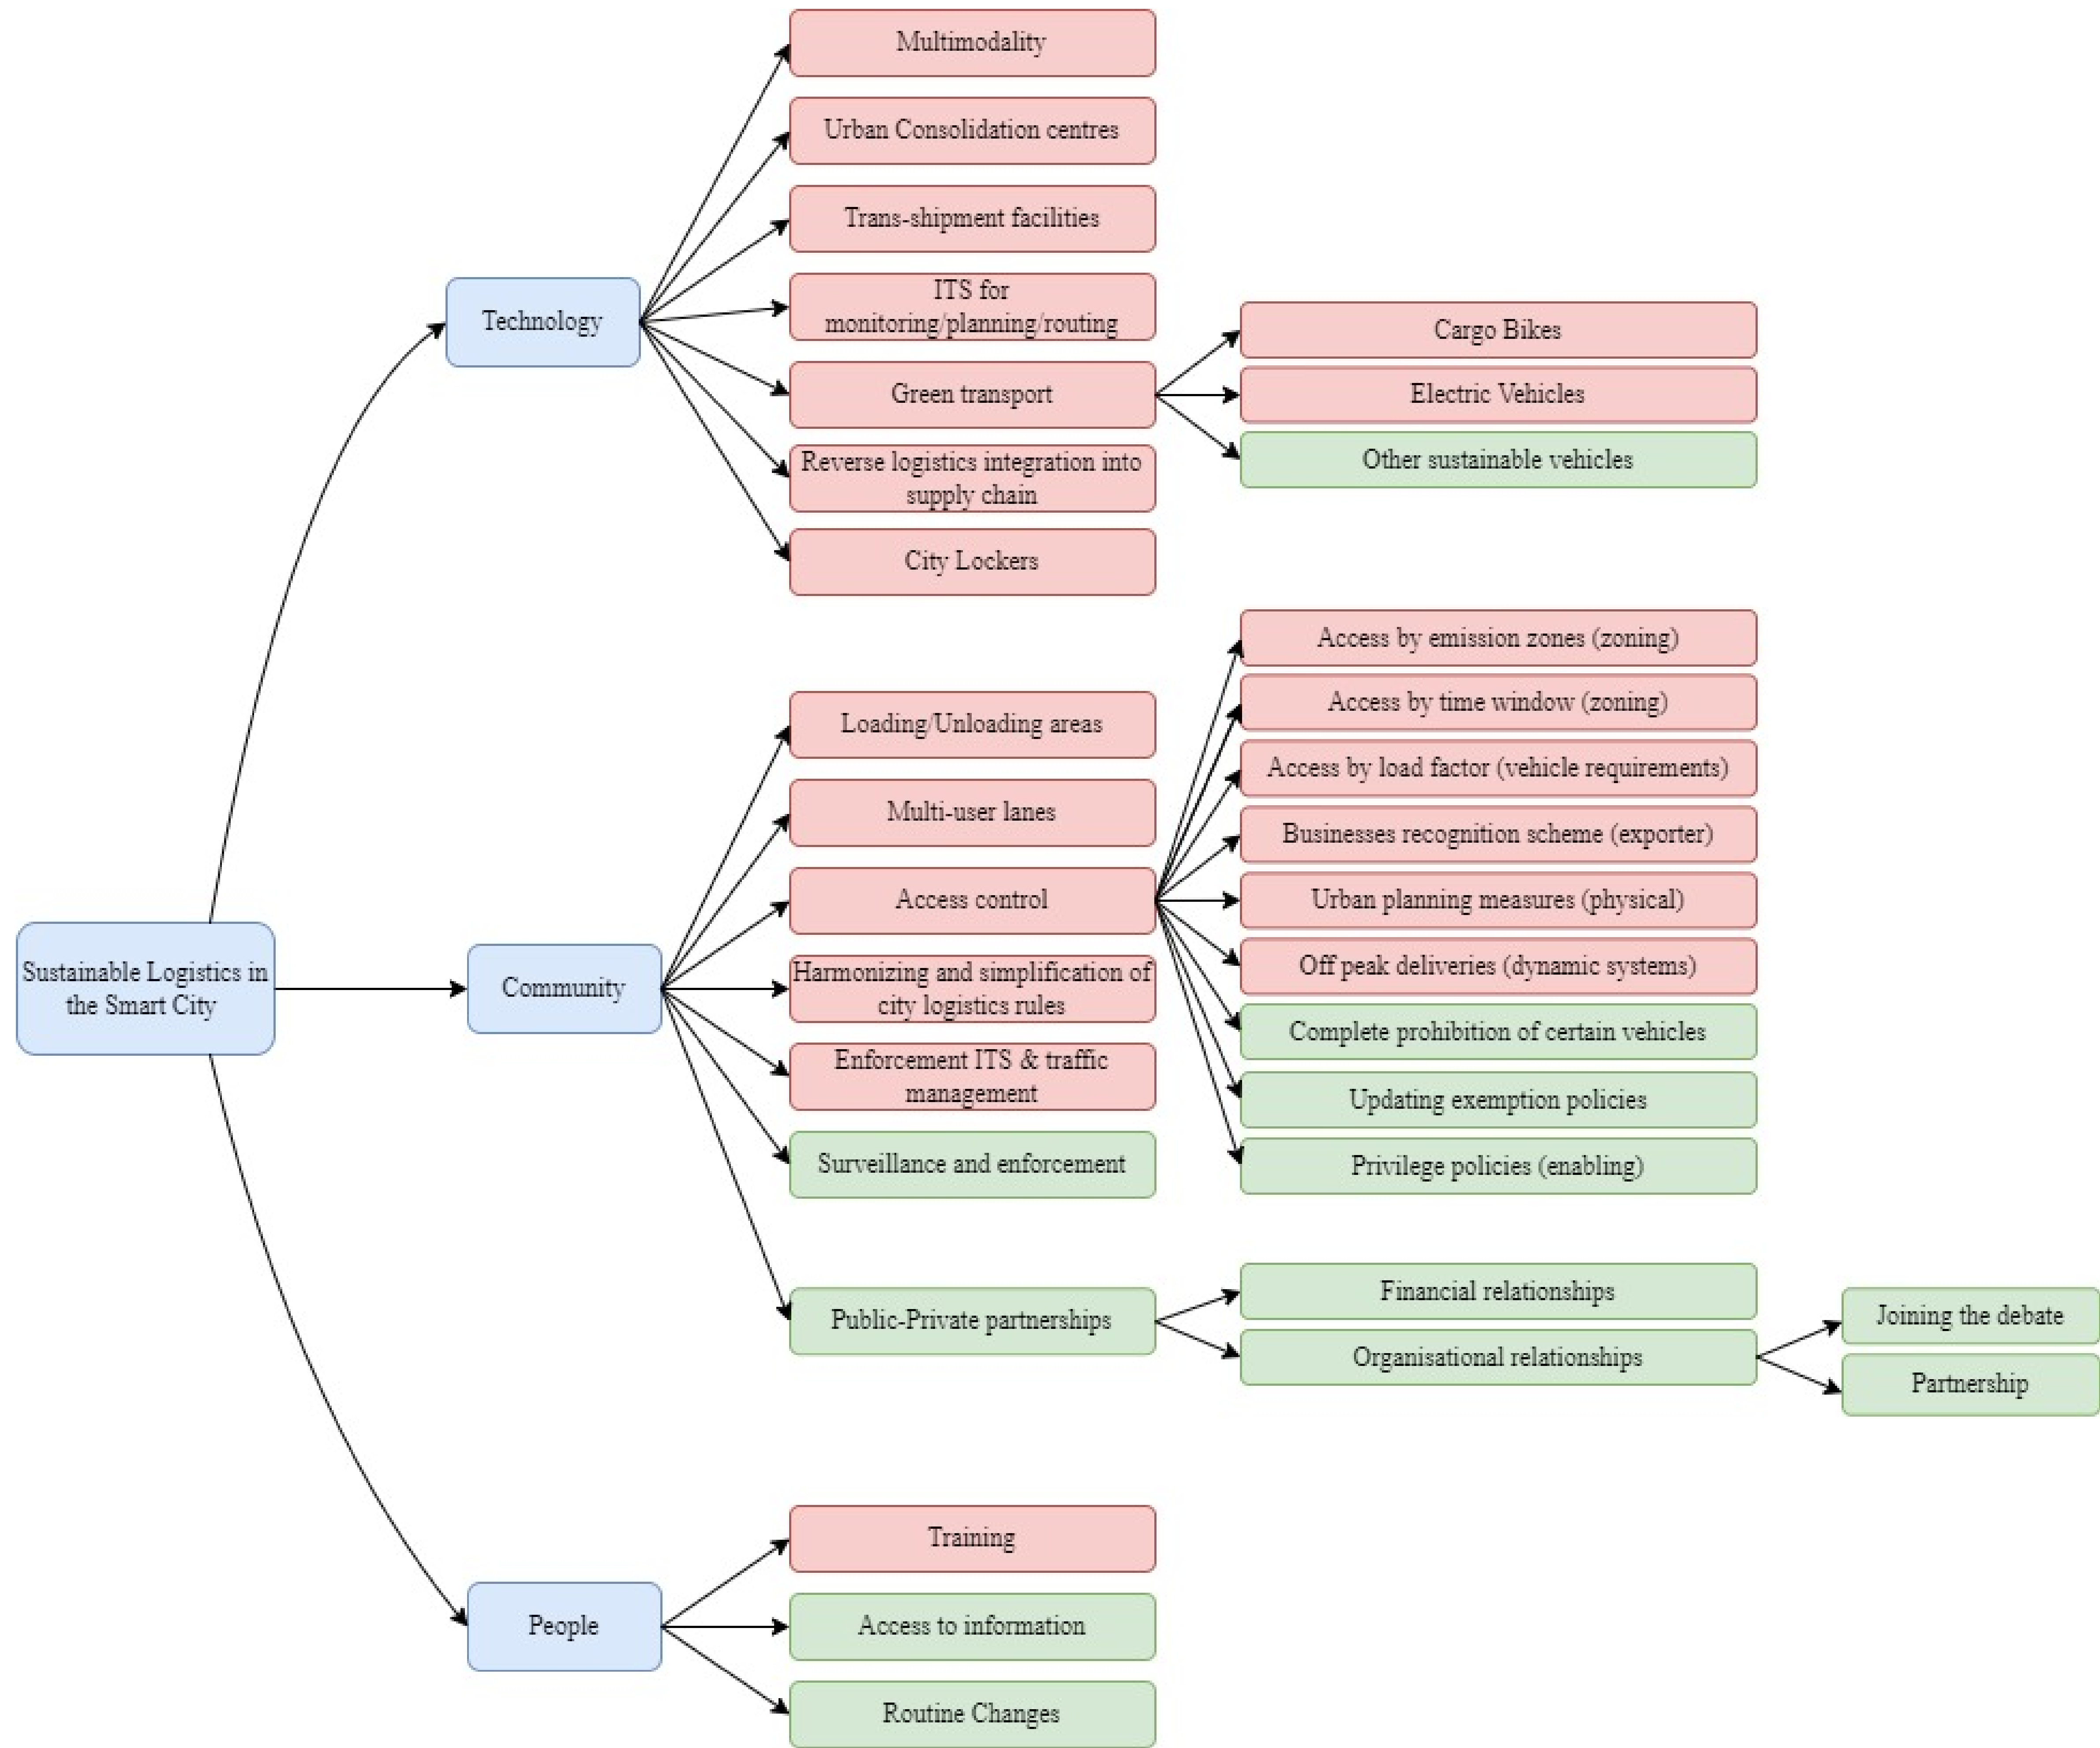 Sustainable Logistics in
the Smart City
Technology
Multimodality
Urban Consolidation centres
Trans-shipment facilities
ITS for
monitoring/planning/routing
Green transport
Cargo Bikes
Electric Vehicles
Other sustainable vehicles
Reverse logistics integration into
supply chain
City Lockers
Community
Loading/Unloading areas
Multi-user lanes
Access control
Access by emission zones (zoning)
Access by time window (zoning)
Access by load factor (vehicle requirements)
Businesses recognition scheme (exporter)
Urban planning measures (physical)
Off peak deliveries (dynamic systems)
Complete prohibition of certain vehicles
Updating exemption policies
Privilege policies (enabling)
Harmonizing and simplification of
city logistics rules
Enforcement ITS & traffic
management
Surveillance and enforcement
Public-Private partnerships
Financial relationships
Organisational relationships
Joining the debate
Partnership
People
Training
Access to information
Routine Changes